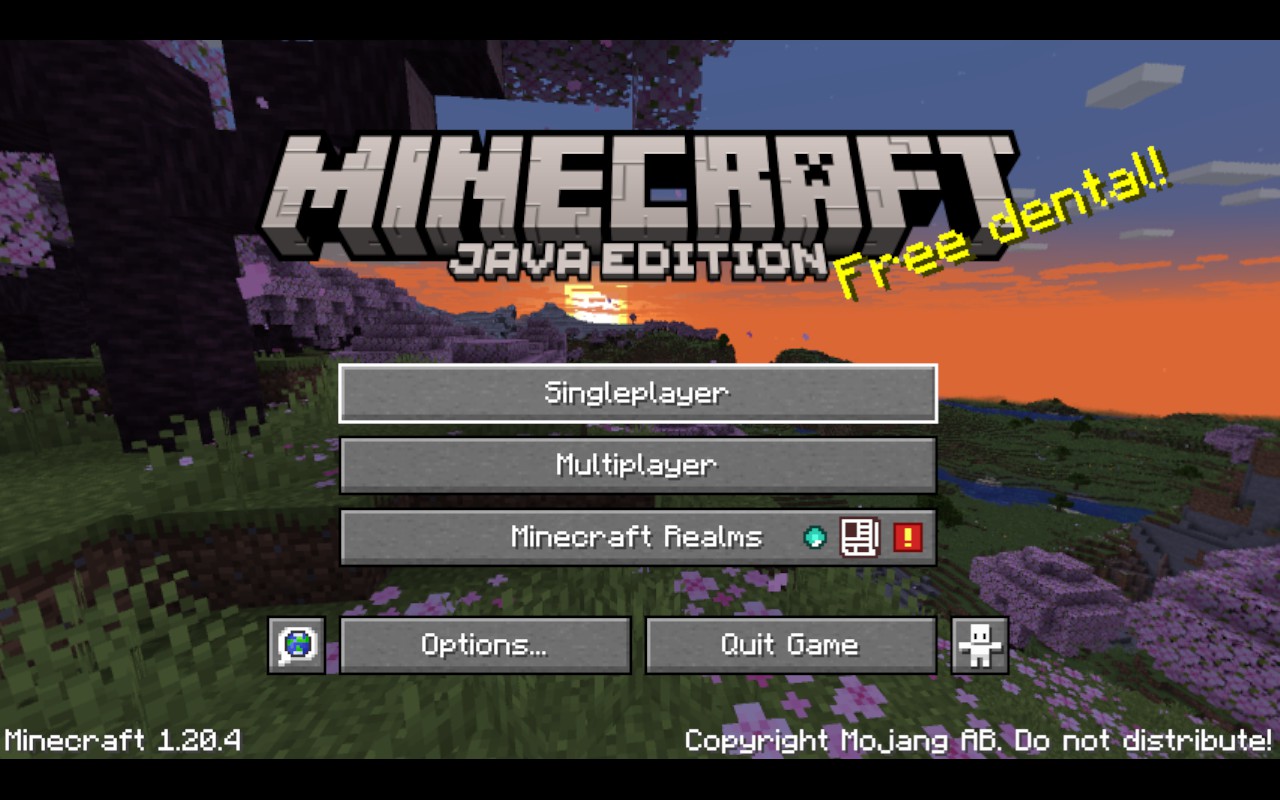 MINECRAFT
JAVA EDITION
Free dental!
Singleplayer
Multiplayer
Minecraft Realms
Options...
Quit Game
Minecraft 1.20.4
Copyright Mojang AB. Do not distribute!